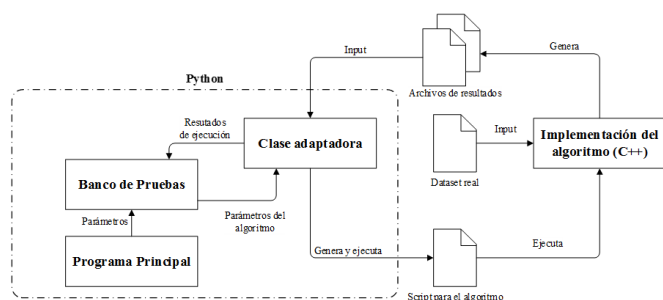 Input
Genera
Python
Archivos de resultados
Resutados
de ejecución
Clase adaptadora
Input
Implementación del
algoritmo (C++)
Banco de Pruebas
Dataset real
Parámetros
Parámetros del
algoritmo
Genera y ejecuta
Ejecuta
Programa Principal
Script para el algoritmo